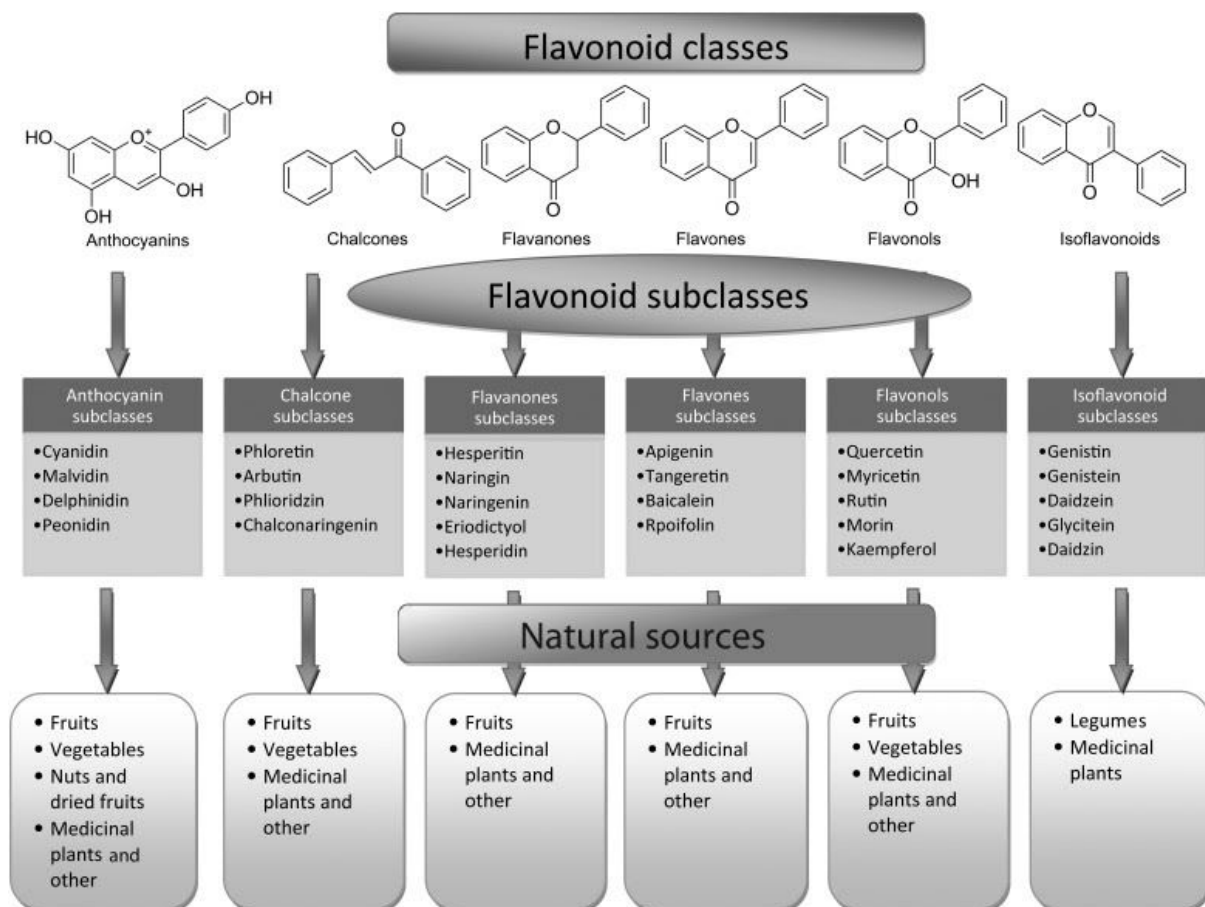 Flavonoid classes
OH
HO
O+
OH
OH
Anthocyanins
O
Chalcones
O
O
Flavanones
O
O
Flavones
O
OH
O
Flavonols
O
O
Isoflavonoids
Flavonoid subclasses
Anthocyanin
subclasses
•Cyanidin
•Malvidin
•Delphinidin
•Peonidin
Chalcone
subclasses
•Phloretin
•Arbutin
•Phlioridzin
•Chalconaringenin
Flavanones
subclasses
•Hesperitin
•Naringin
•Naringenin
•Eriodictyol
•Hesperidin
Flavones
subclasses
•Apigenin
•Tangeretin
•Baicalein
•Rpoifolin
Flavonols
subclasses
•Quercetin
•Myricetin
•Rutin
•Morin
•Kaempferol
Isoflavonoid
subclasses
•Genistin
•Genistein
•Daidzein
•Glycitein
•Daidzin
Natural sources
• Fruits
• Vegetables
• Nuts and
dried fruits
• Medicinal
plants and
other
• Fruits
• Vegetables
• Medicinal
plants and
other
• Fruits
• Medicinal
plants and
other
• Fruits
• Medicinal
plants and
other
• Fruits
• Vegetables
• Medicinal
plants and
other
• Legumes
• Medicinal
plants